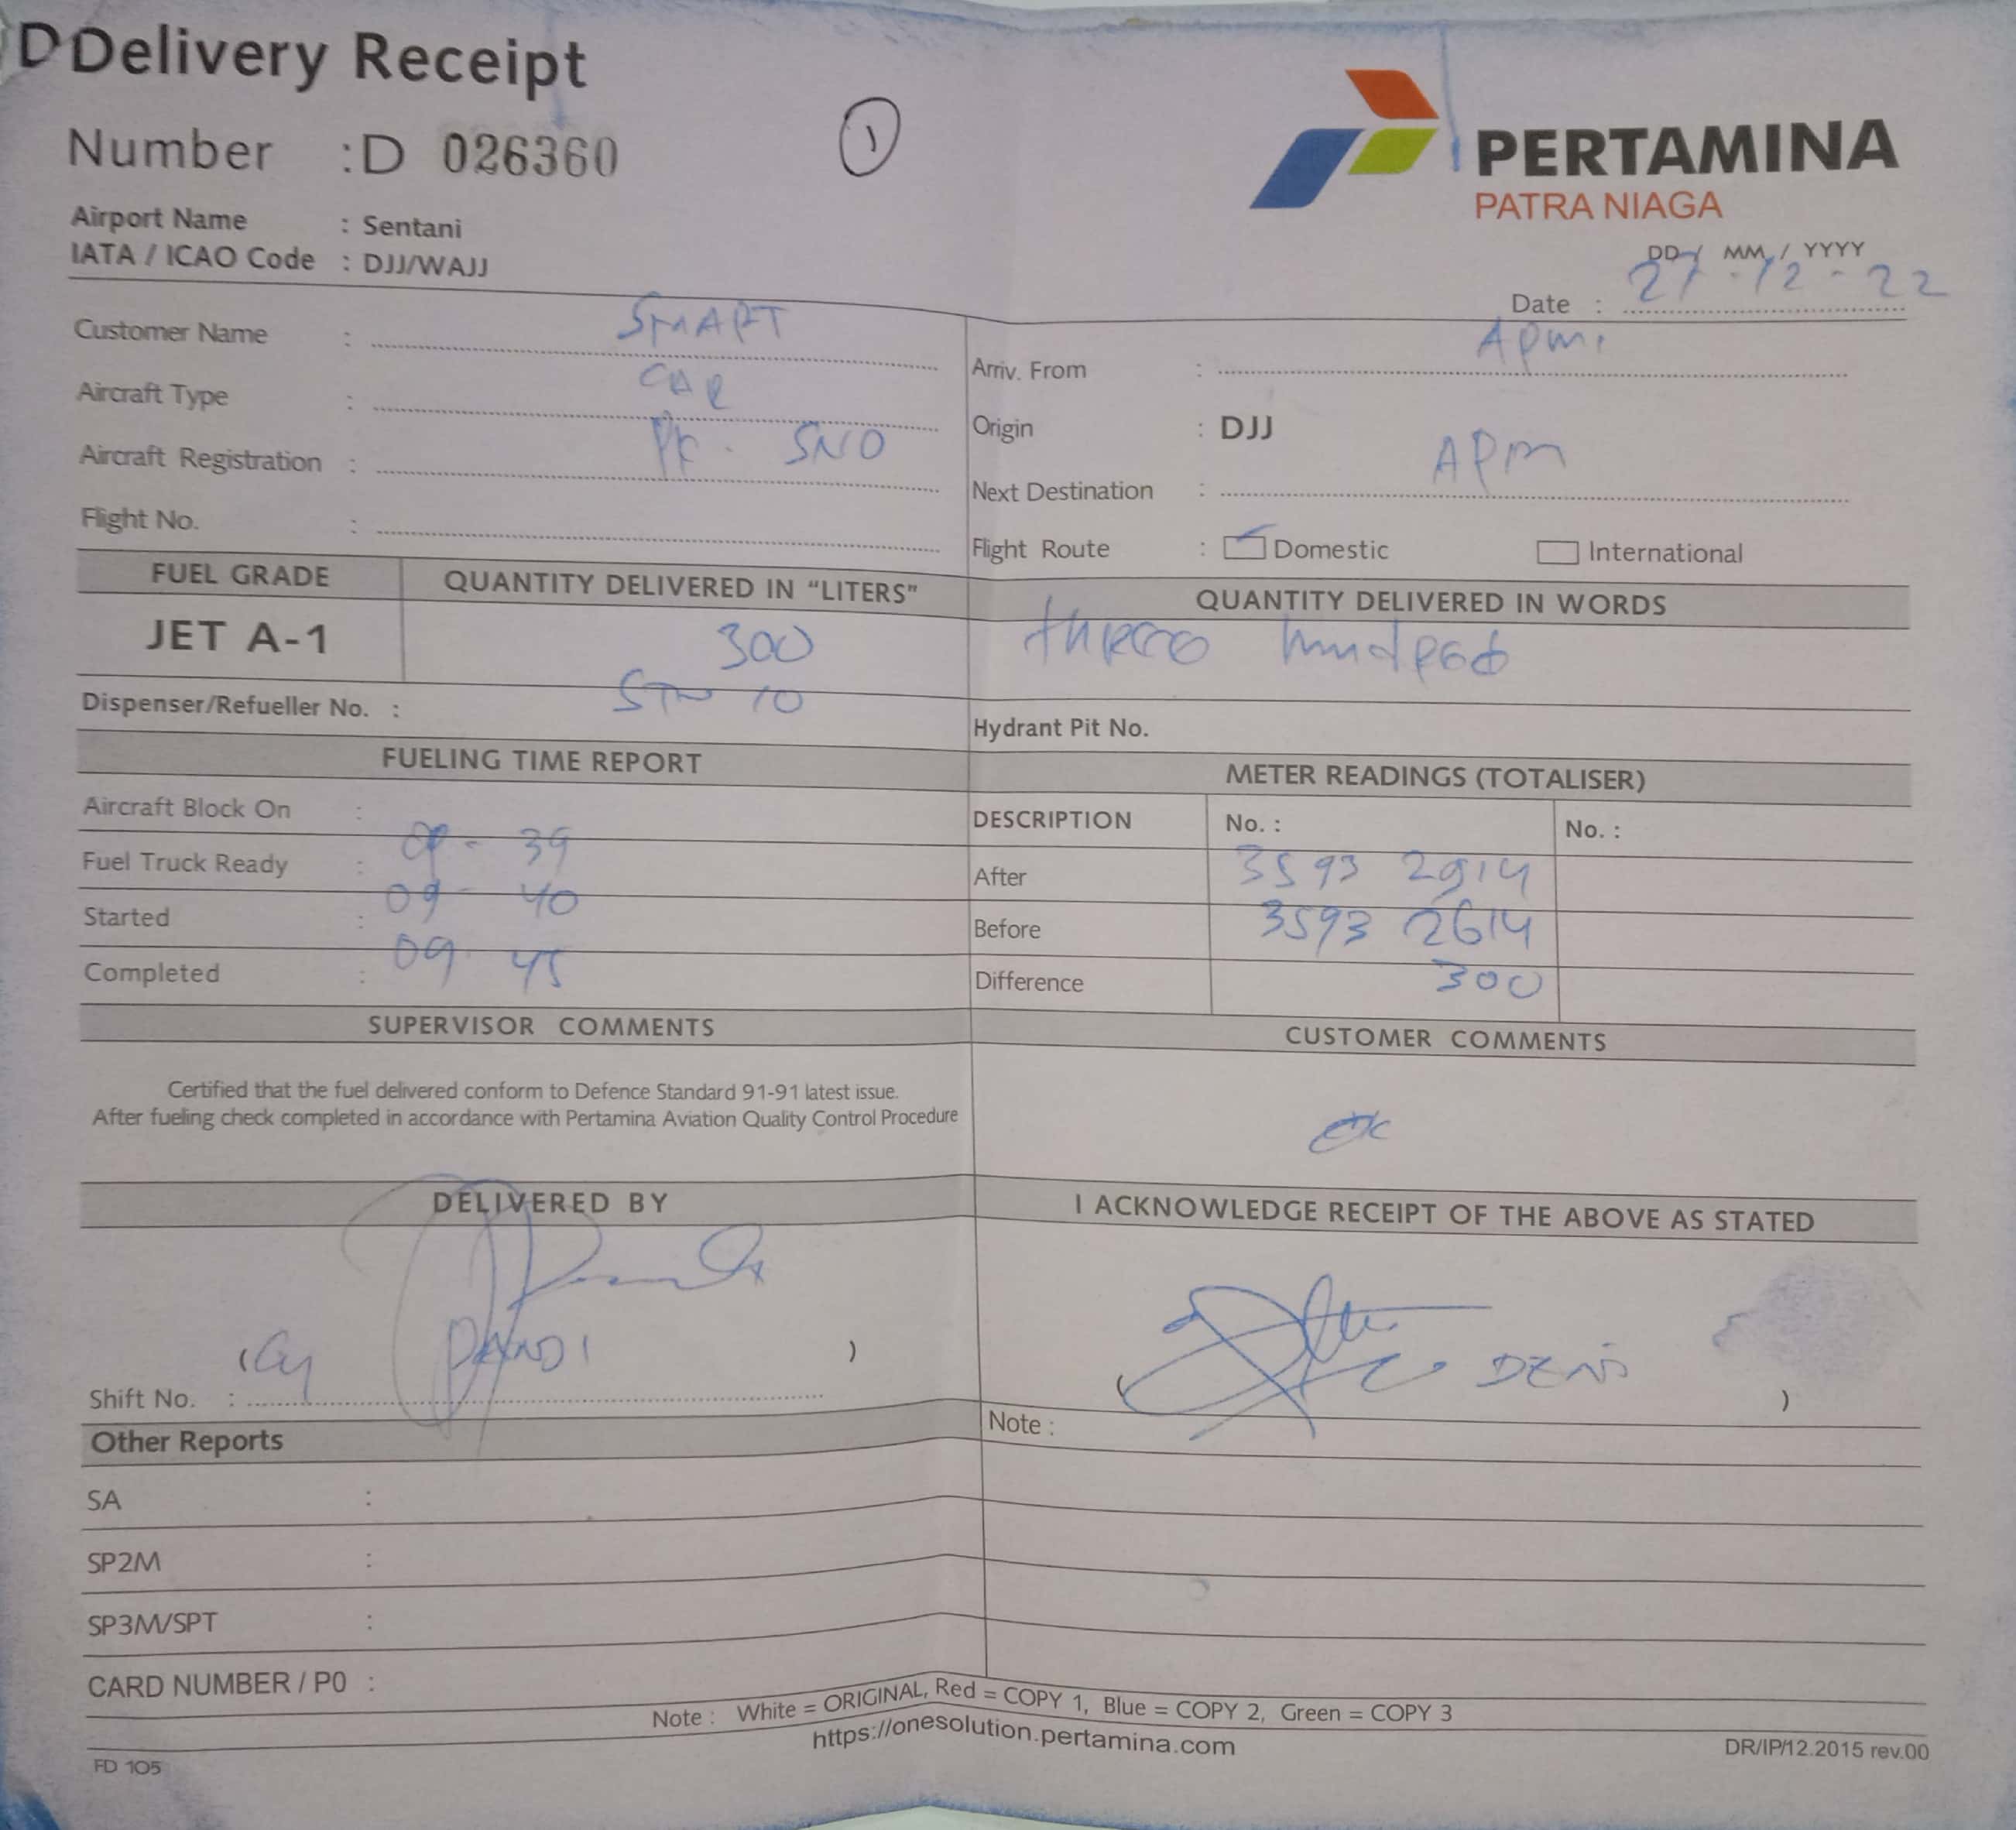 DDelivery Receipt
Number : D 026360
1
PERTAMINA
PATRA NIAGA
Airport Name : Sentani
IATA / ICAO Code : DJJ/WAJJ
DD / MM / YYYY
Date : 27-12-22
Customer Name : SMART
Aircraft Type : CAR
Aircraft Registration : PK. SNO
Flight No. :
Arriv. From :
Origin : DJJ
Next Destination : APM
Flight Route : Domestic International
FUEL GRADE QUANTITY DELIVERED IN “LITERS” QUANTITY DELIVERED IN WORDS
JET A-1 300
Dispenser/Refueller No. : 10
Hydrant Pit No.
FUELING TIME REPORT
Aircraft Block On :
Fuel Truck Ready : 09-39
Started : 09-40
Completed : 09 45
METER READINGS (TOTALISER)
DESCRIPTION No. : No. :
After 3593 2914
Before 3593 2614
Difference 300
SUPERVISOR COMMENTS
Certified that the fuel delivered conform to Defence Standard 91-91 latest issue.
After fueling check completed in accordance with Pertamina Aviation Quality Control Procedure
CUSTOMER COMMENTS
OK
DELIVERED BY
PANDI
Shift No. :
I ACKNOWLEDGE RECEIPT OF THE ABOVE AS STATED
DENIS
Other Reports
Note :
SA :
SP2M :
SP3M/SPT :
CARD NUMBER / P0 :
Note : White = ORIGINAL, Red = COPY 1, Blue = COPY 2, Green = COPY 3
https://onesolution.pertamina.com
FD 105
DR/IP/12.2015 rev.00